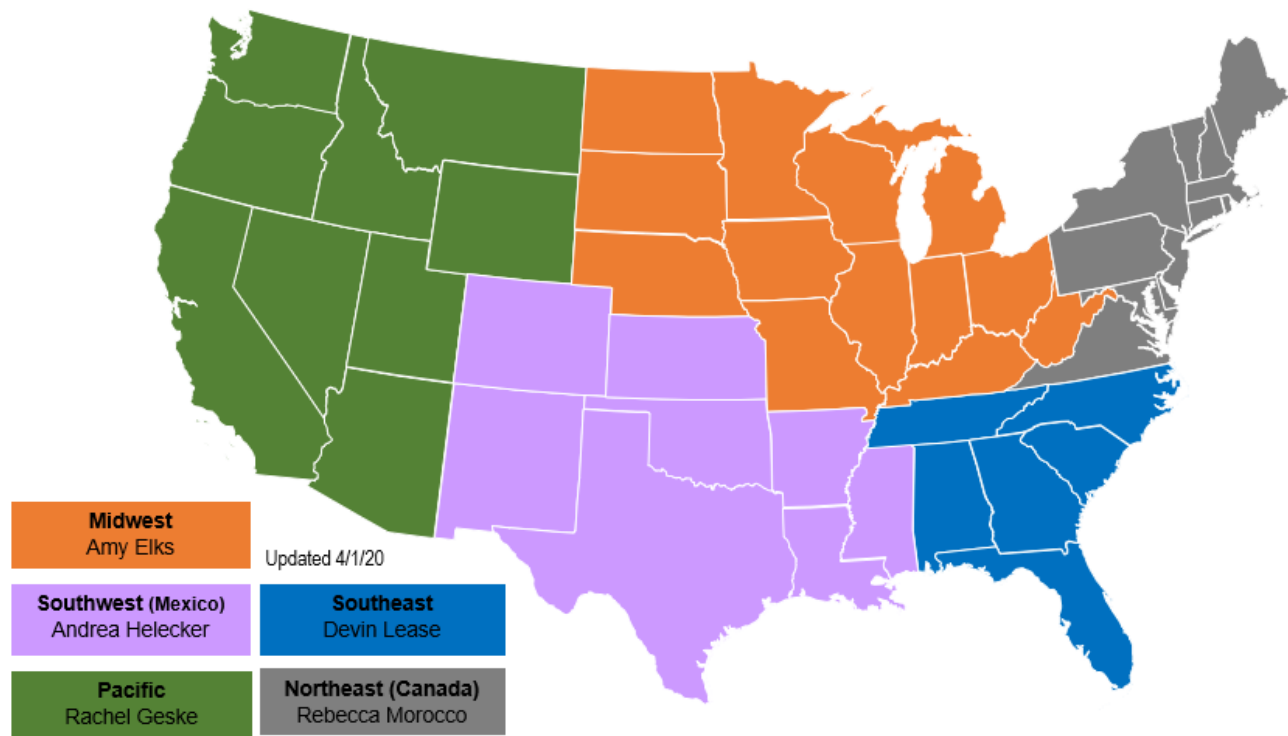 Midwest
Amy Elks
Updated 4/1/20
Southwest (Mexico)
Andrea Helecker
Southeast
Devin Lease
Pacific
Rachel Geske
Northeast (Canada)
Rebecca Morocco